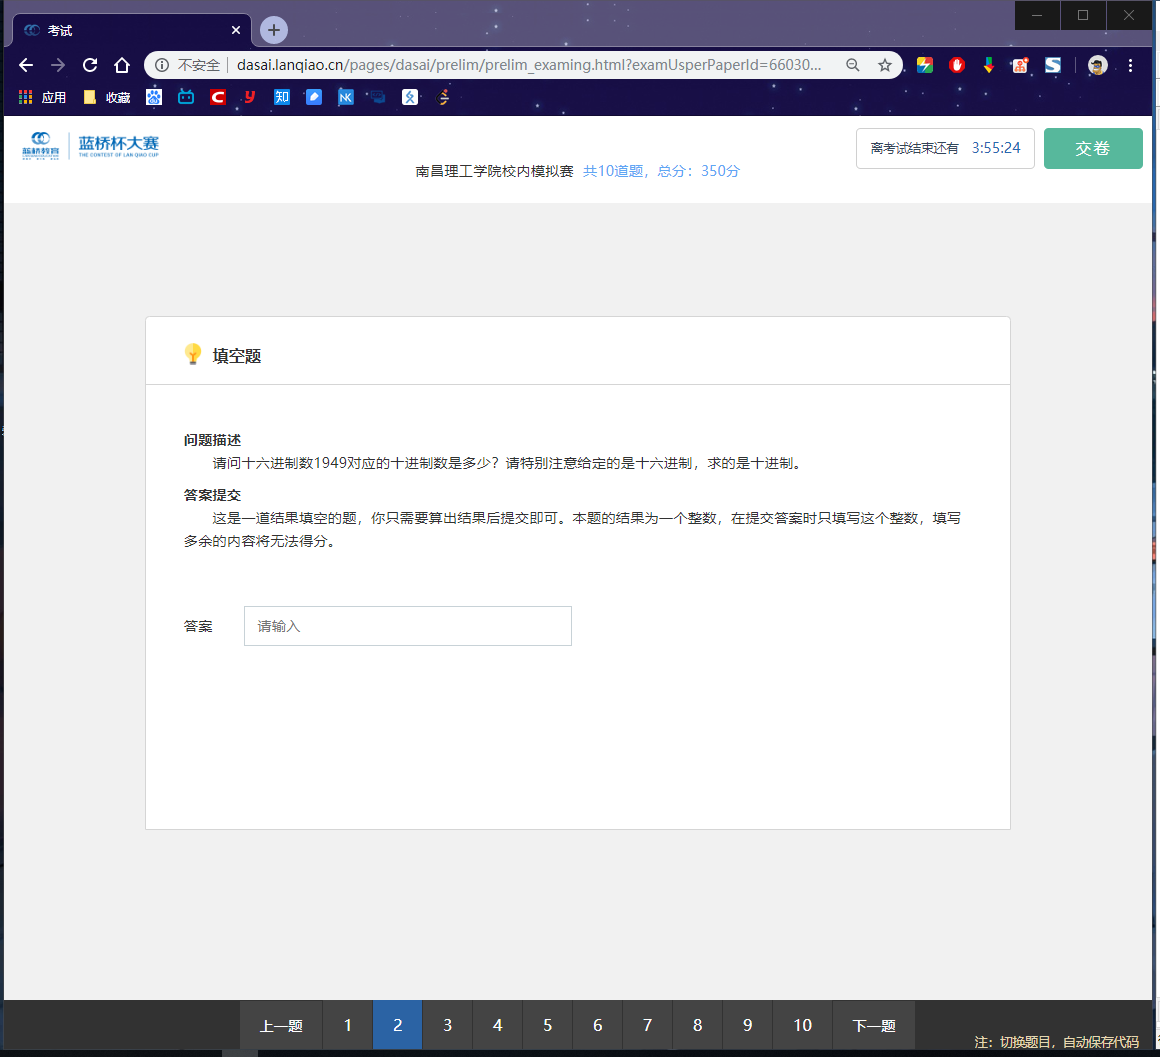 考试
不安全 dasai.lanqiao.cn/pages/dasai/prelim/prelim_examing.html?examUsperPaperId=66030...
应用 收藏 知 NK
蓝桥教育 蓝桥杯大赛
THE CONTEST OF LAN QIAO CUP
离考试结束还有 3:55:24 交卷
南昌理工学院校内模拟赛 共10道题，总分：350分
填空题
问题描述
请问十六进制数1949对应的十进制数是多少？请特别注意给定的是十六进制，求的是十进制。
答案提交
这是一道结果填空的题，你只需要算出结果后提交即可。本题的结果为一个整数，在提交答案时只填写这个整数，填写
多余的内容将无法得分。
答案 请输入
上一题 1 2 3 4 5 6 7 8 9 10 下一题
注：切换题目，自动保存代码